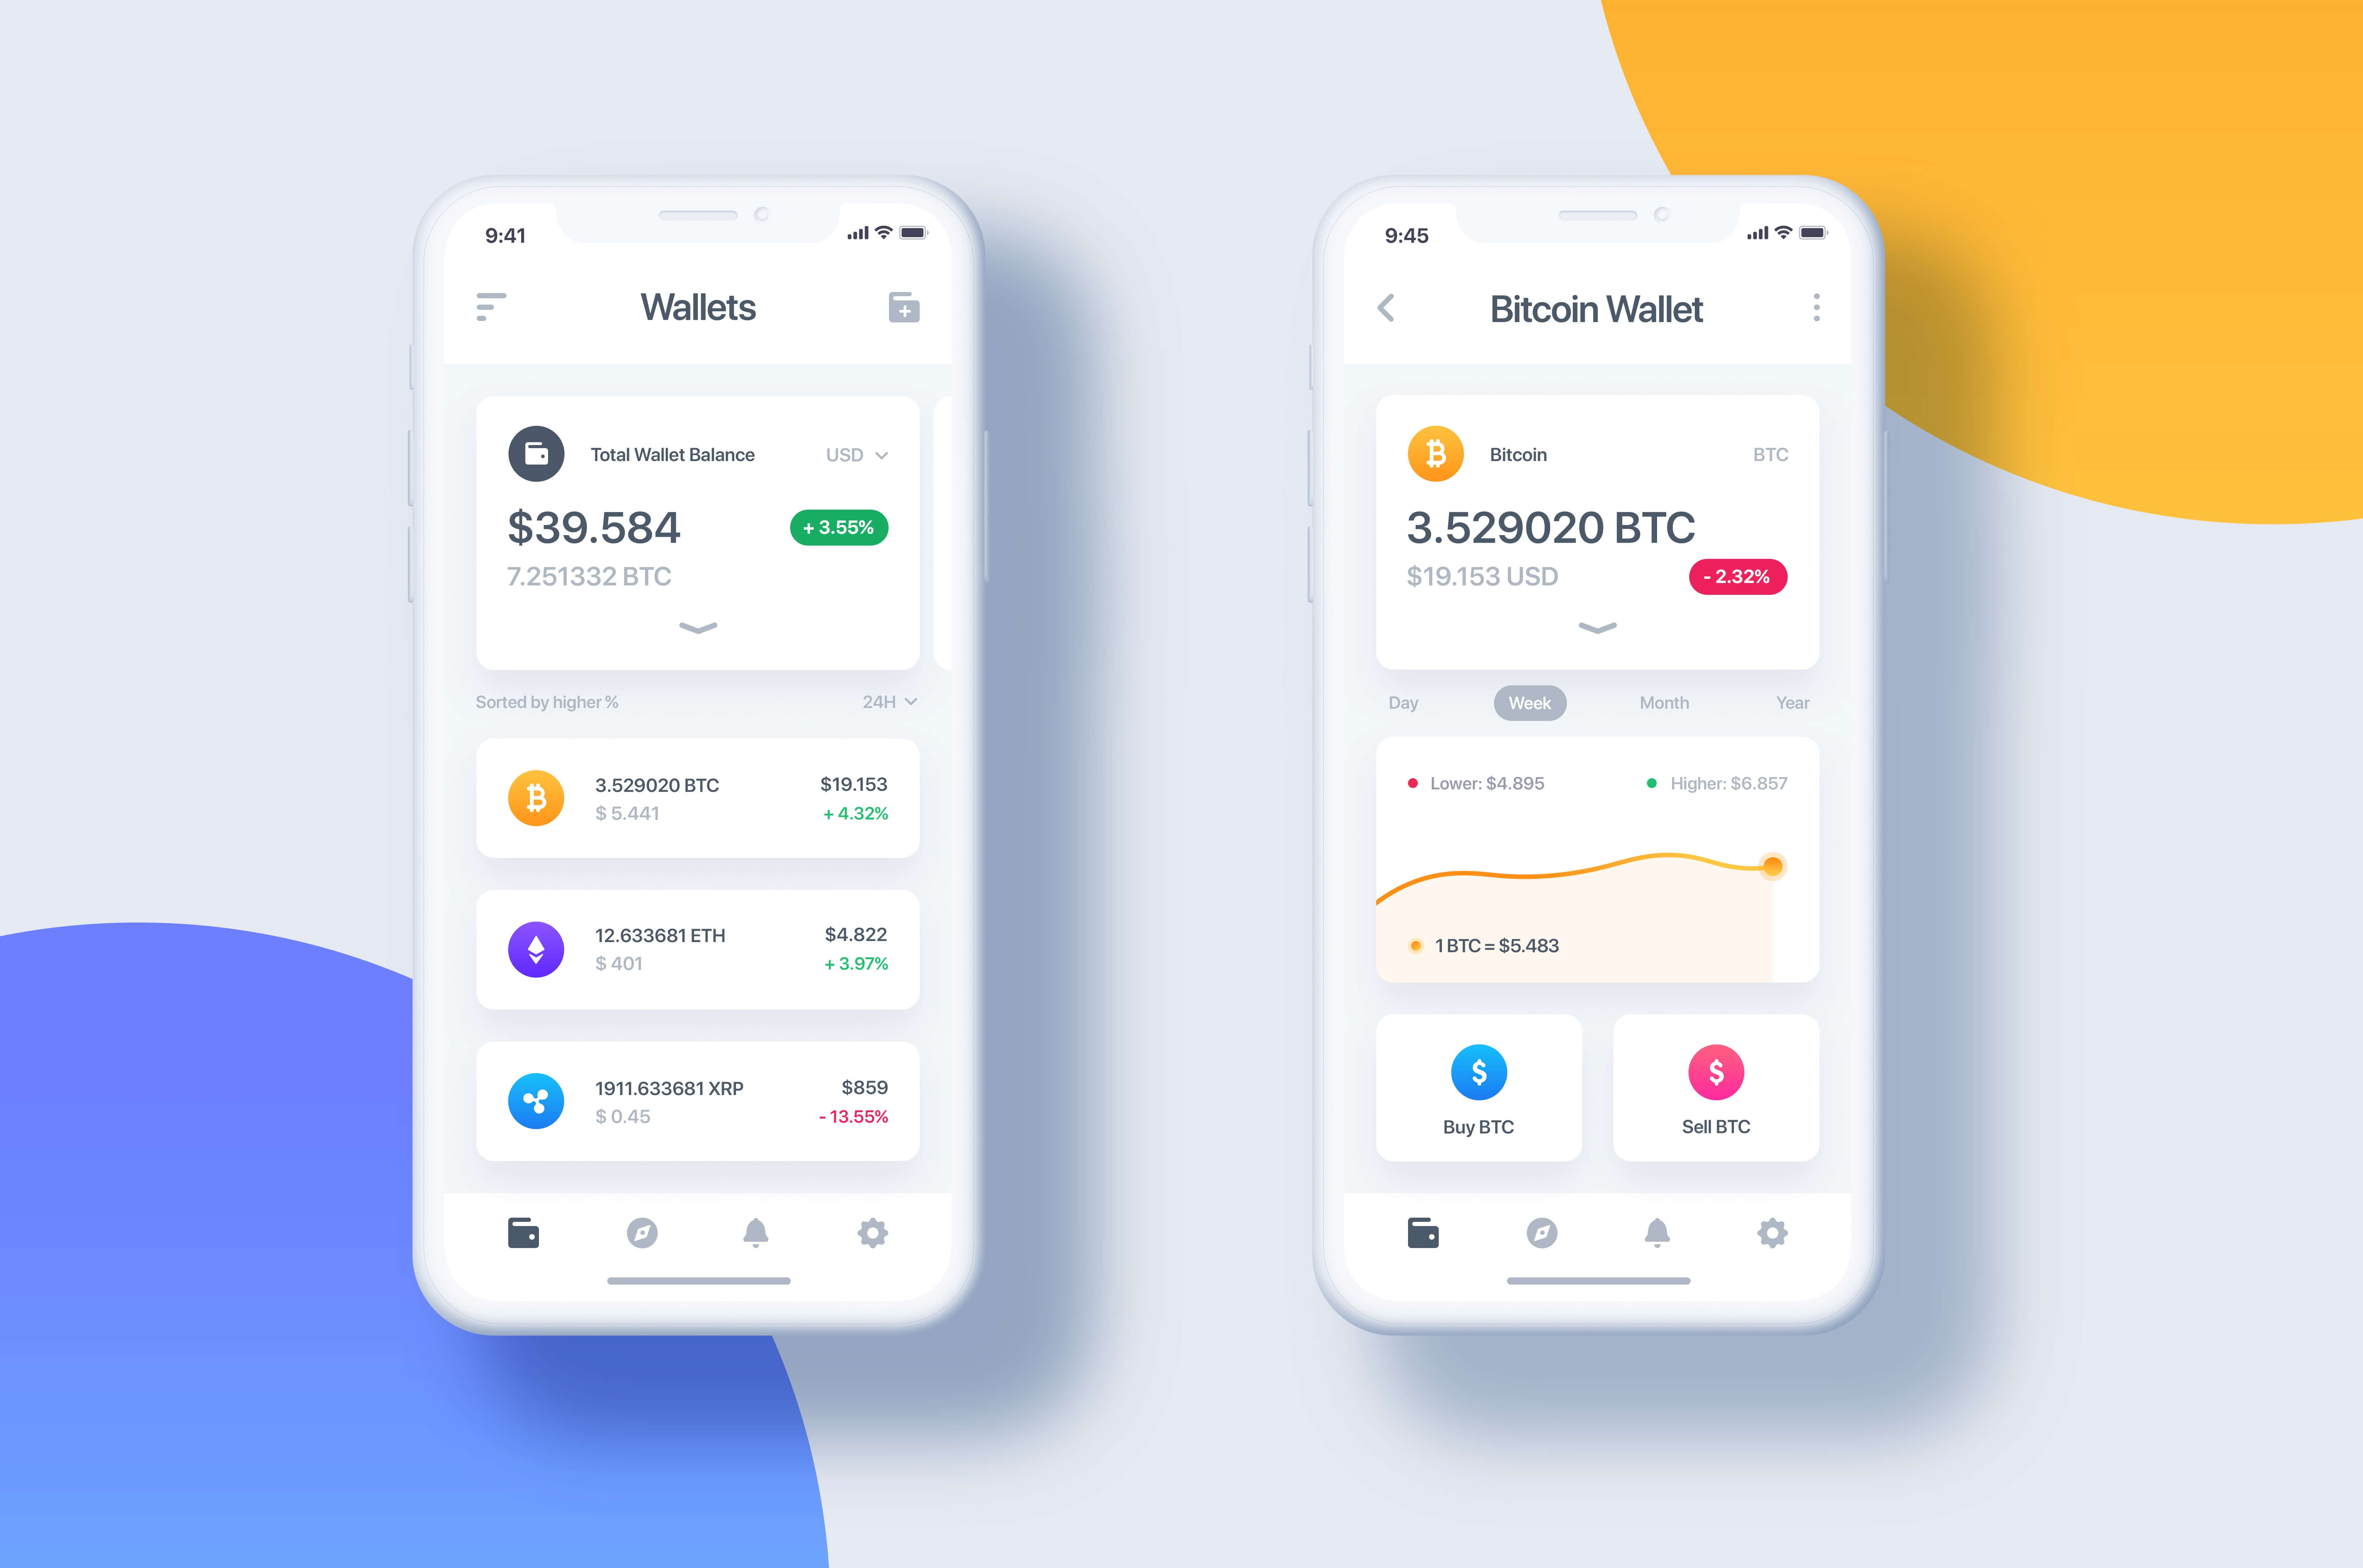 9:41
Wallets
Total Wallet Balance USD
$39.584 + 3.55%
7.251332 BTC
Sorted by higher % 24H
3.529020 BTC $19.153
$ 5.441 + 4.32%
12.633681 ETH $4.822
$ 401 + 3.97%
1911.633681 XRP $859
$ 0.45 - 13.55%
9:45
Bitcoin Wallet
Bitcoin BTC
3.529020 BTC
$19.153 USD - 2.32%
Day Week Month Year
Lower: $4.895 Higher: $6.857
1 BTC = $5.483
Buy BTC Sell BTC